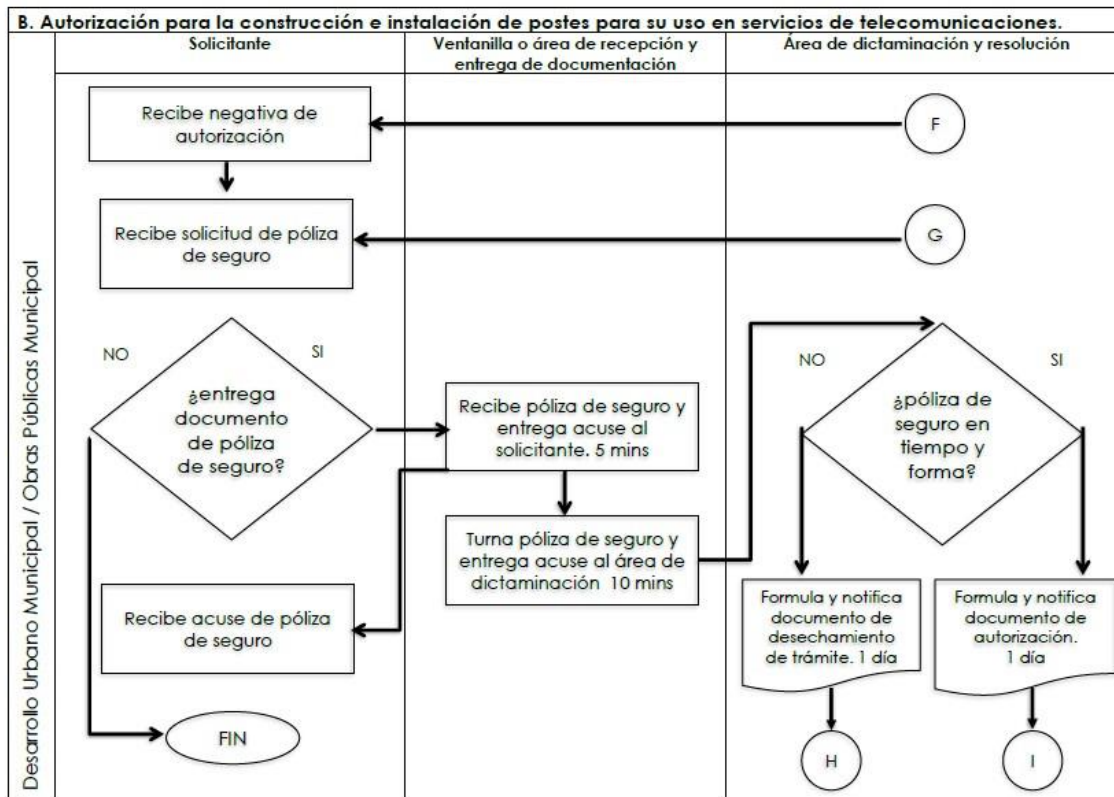 B. Autorización para la construcción e instalación de postes para su uso en servicios de telecomunicaciones.
Desarrollo Urbano Municipal / Obras Públicas Municipal
Solicitante
Ventanilla o área de recepción y
entrega de documentación
Área de dictaminación y resolución
Recibe negativa de
autorización
F
Recibe solicitud de póliza
de seguro
G
NO
SI
¿entrega
documento
de póliza
de seguro?
Recibe póliza de seguro y
entrega acuse al
solicitante. 5 mins
NO
SI
¿póliza de
seguro en
tiempo y
forma?
Turna póliza de seguro y
entrega acuse al área de
dictaminación 10 mins
Recibe acuse de póliza
de seguro
Formula y notifica
documento de
desechamiento
de trámite. 1 día
Formula y notifica
documento de
autorización.
1 día
FIN
H
I